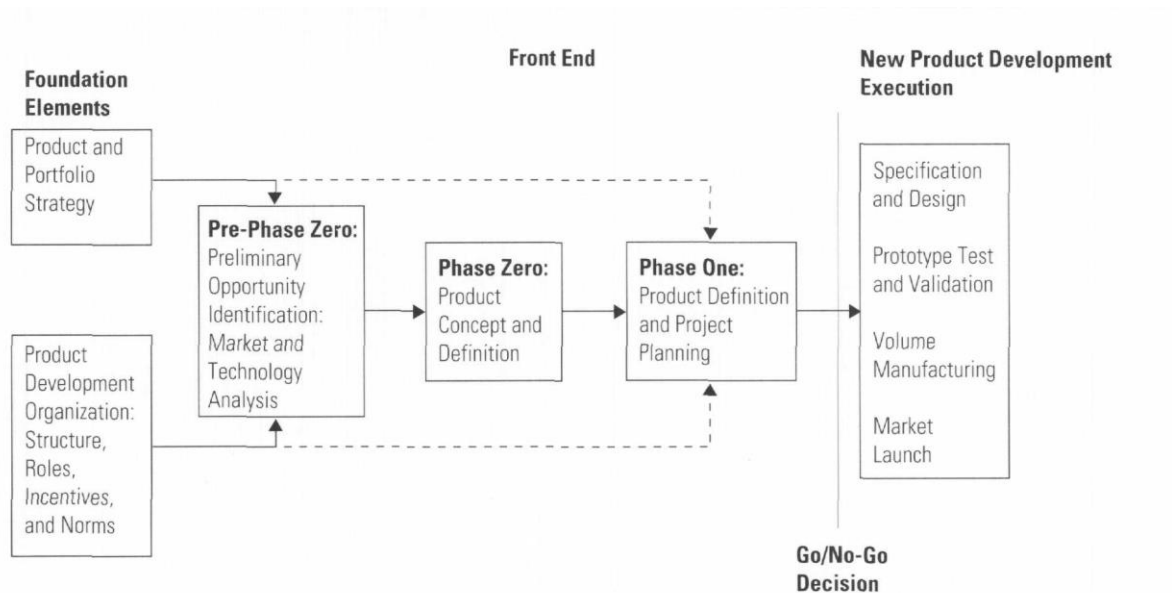 Front End
New Product Development
Execution
Foundation
Elements
Product and
Portfolio
Strategy
Product
Development
Organization:
Structure,
Roles,
Incentives,
and Norms
Pre-Phase Zero:
Preliminary
Opportunity
Identification:
Market and
Technology
Analysis
Phase Zero:
Product
Concept and
Definition
Phase One:
Product Definition
and Project
Planning
Specification
and Design
Prototype Test
and Validation
Volume
Manufacturing
Market
Launch
Go/No-Go
Decision